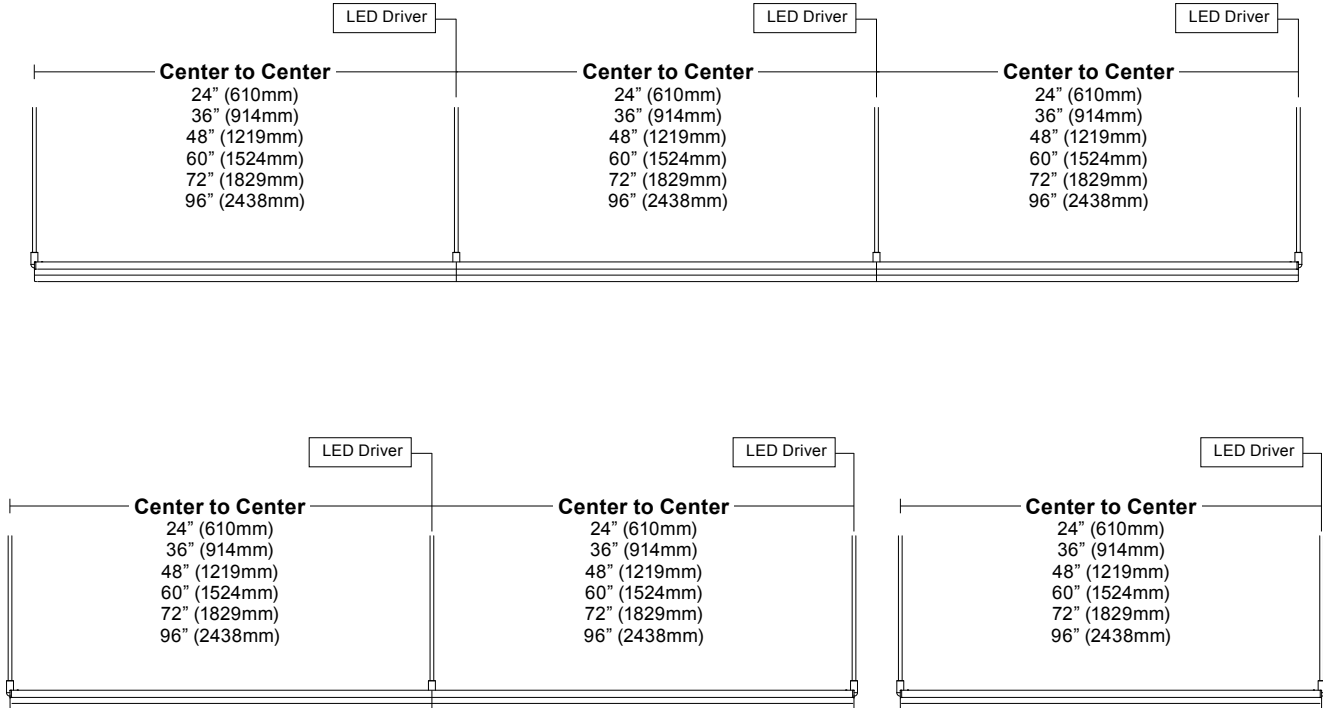 LED Driver
LED Driver
LED Driver
Center to Center
24” (610mm)
36” (914mm)
48” (1219mm)
60” (1524mm)
72” (1829mm)
96” (2438mm)
Center to Center
24” (610mm)
36” (914mm)
48” (1219mm)
60” (1524mm)
72” (1829mm)
96” (2438mm)
Center to Center
24” (610mm)
36” (914mm)
48” (1219mm)
60” (1524mm)
72” (1829mm)
96” (2438mm)
LED Driver
LED Driver
LED Driver
Center to Center
24” (610mm)
36” (914mm)
48” (1219mm)
60” (1524mm)
72” (1829mm)
96” (2438mm)
Center to Center
24” (610mm)
36” (914mm)
48” (1219mm)
60” (1524mm)
72” (1829mm)
96” (2438mm)
Center to Center
24” (610mm)
36” (914mm)
48” (1219mm)
60” (1524mm)
72” (1829mm)
96” (2438mm)